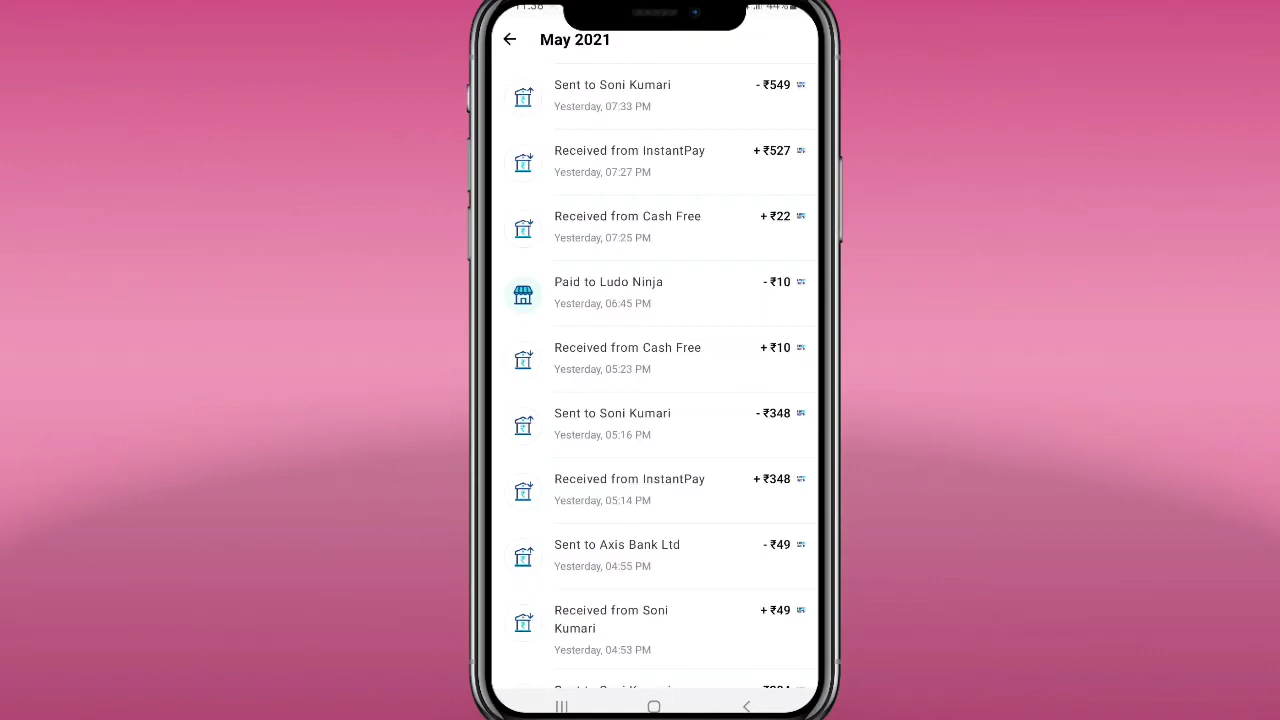 11:38 44%
May 2021
Sent to Soni Kumari - ₹549
Yesterday, 07:33 PM
Received from InstantPay + ₹527
Yesterday, 07:27 PM
Received from Cash Free + ₹22
Yesterday, 07:25 PM
Paid to Ludo Ninja - ₹10
Yesterday, 06:45 PM
Received from Cash Free + ₹10
Yesterday, 05:23 PM
Sent to Soni Kumari - ₹348
Yesterday, 05:16 PM
Received from InstantPay + ₹348
Yesterday, 05:14 PM
Sent to Axis Bank Ltd - ₹49
Yesterday, 04:55 PM
Received from Soni + ₹49
Kumari
Yesterday, 04:53 PM